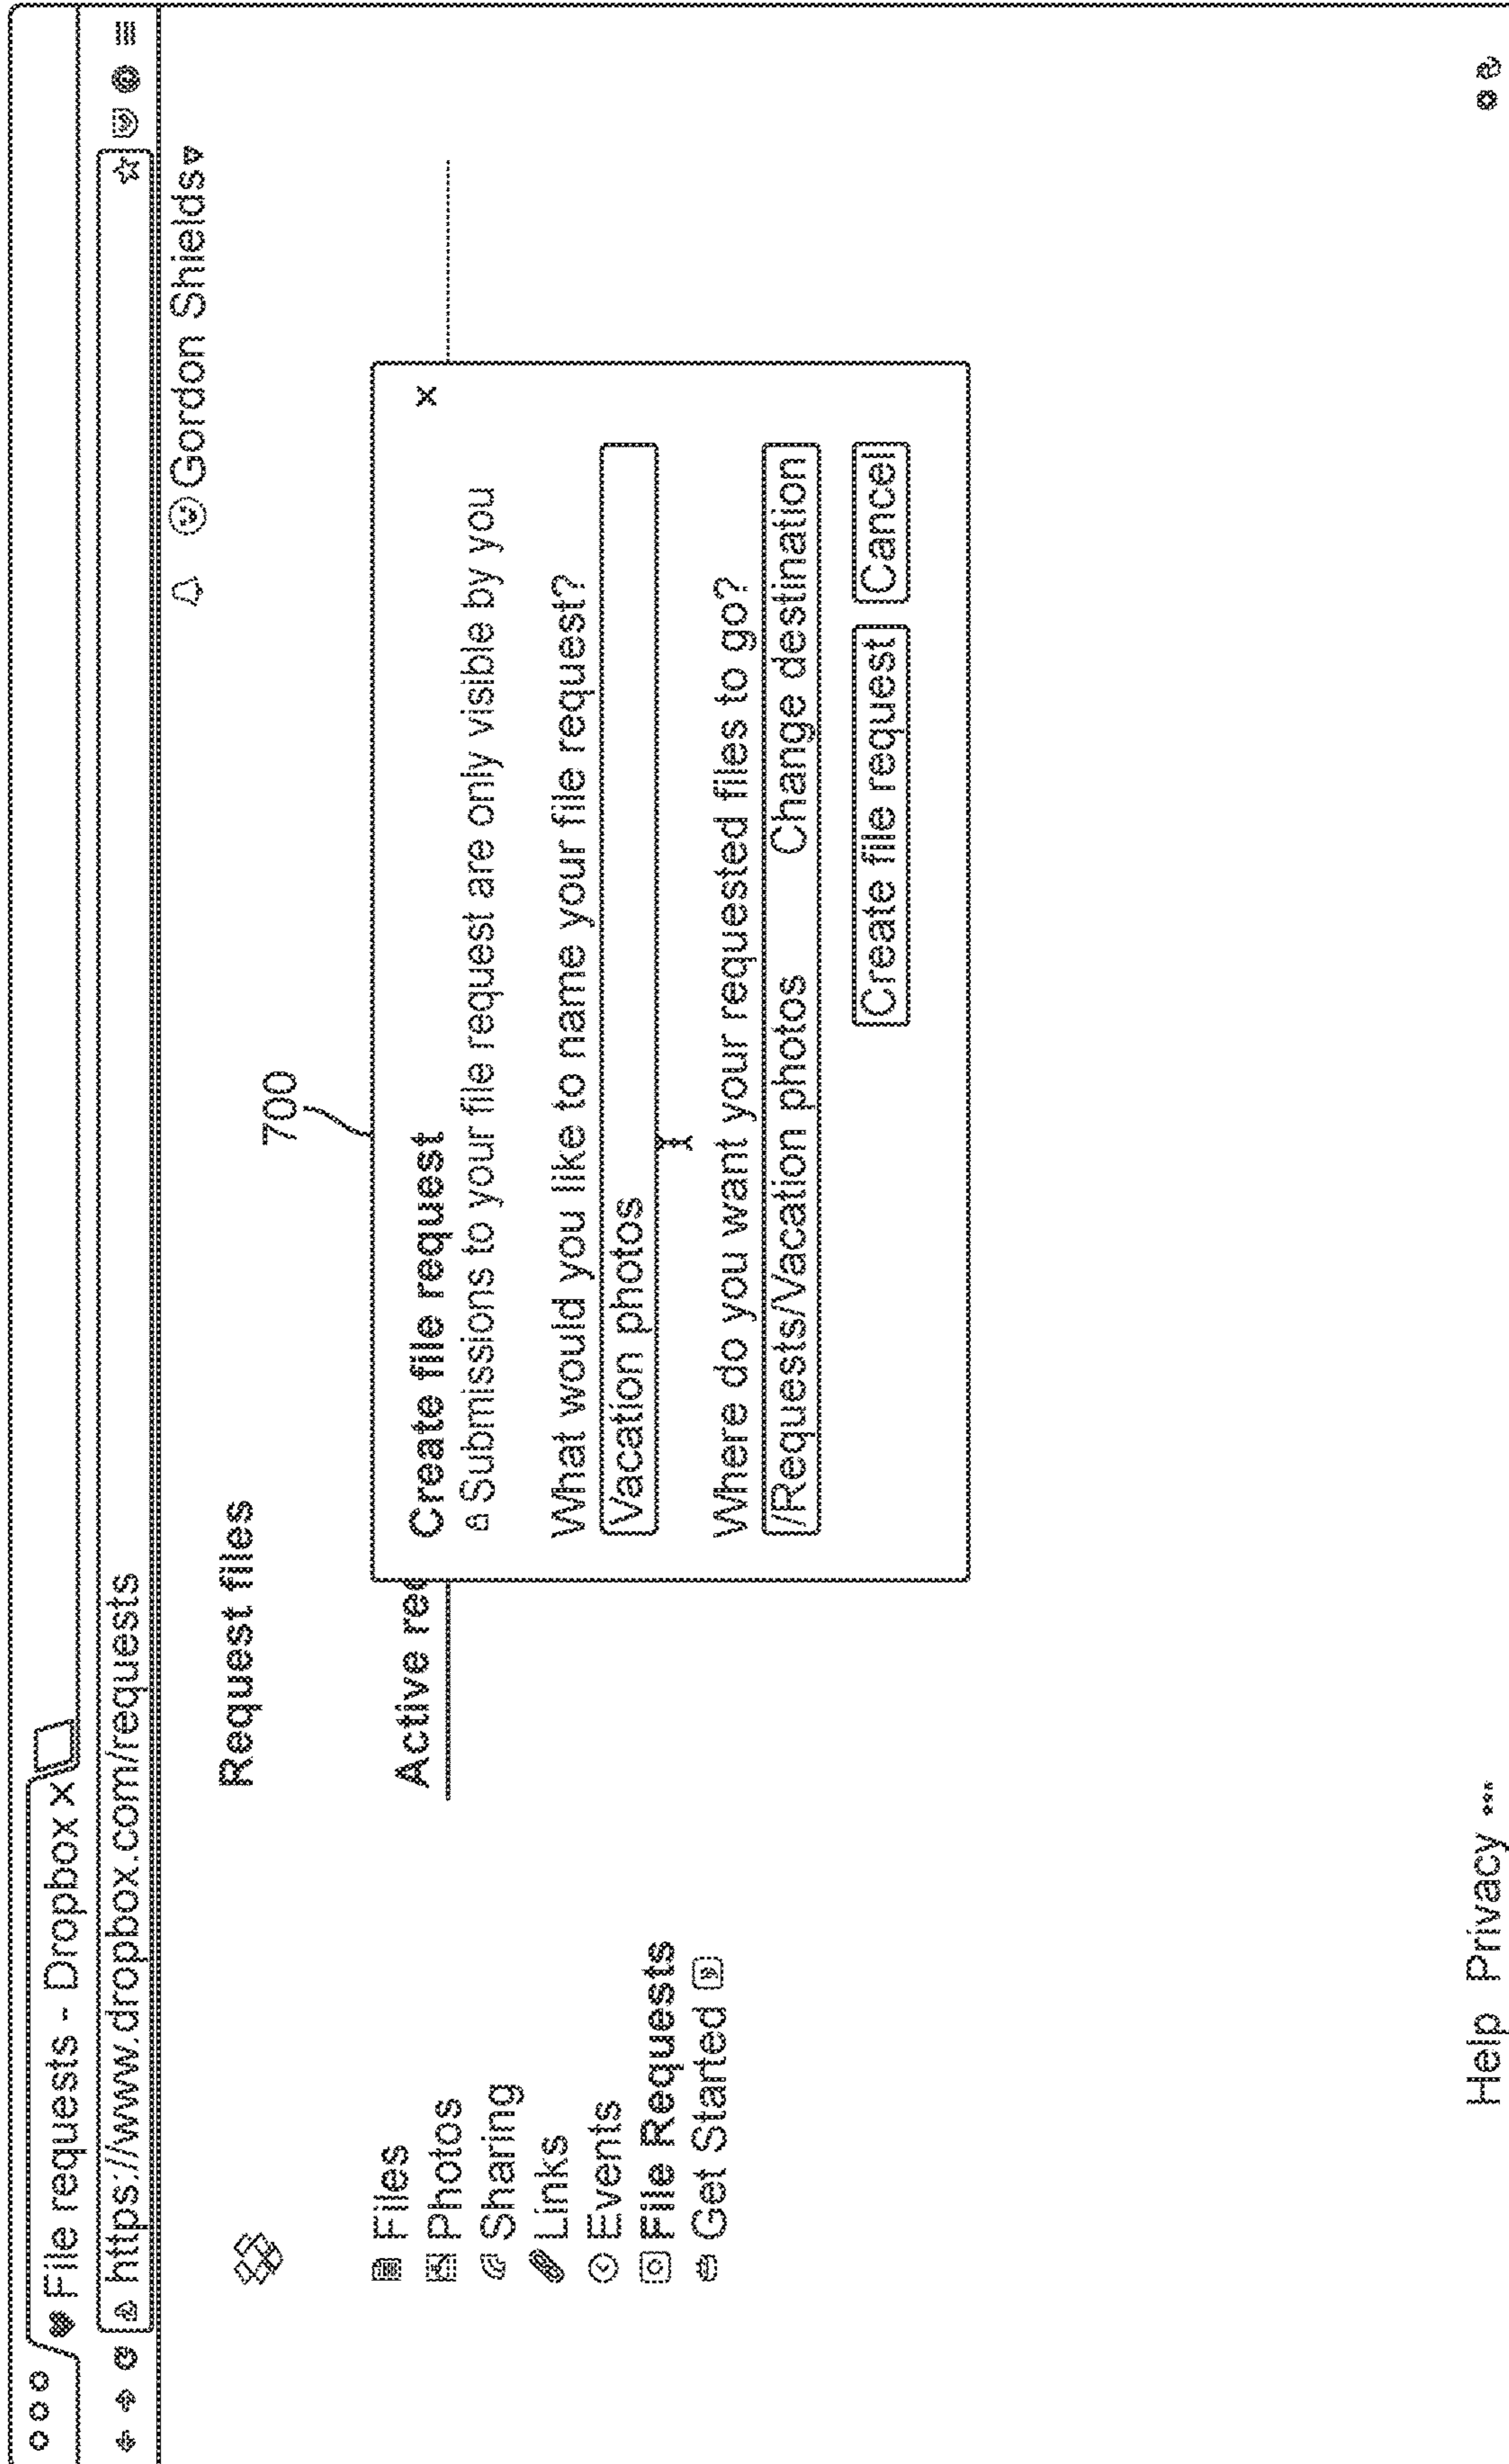 File requests - Dropbox X
https://www.dropbox.com/requests
Gordon Shields
Request files
700
Files
Photos
Sharing
Links
Events
File Requests
Get Started
Active rec
Create file request
x
Submissions to your file request are only visible by you
What would you like to name your file request?
Vacation photos
Where do you want your requested files to go?
/Requests/Vacation photos
Change destination
Create file request
Cancel
Help Privacy •••